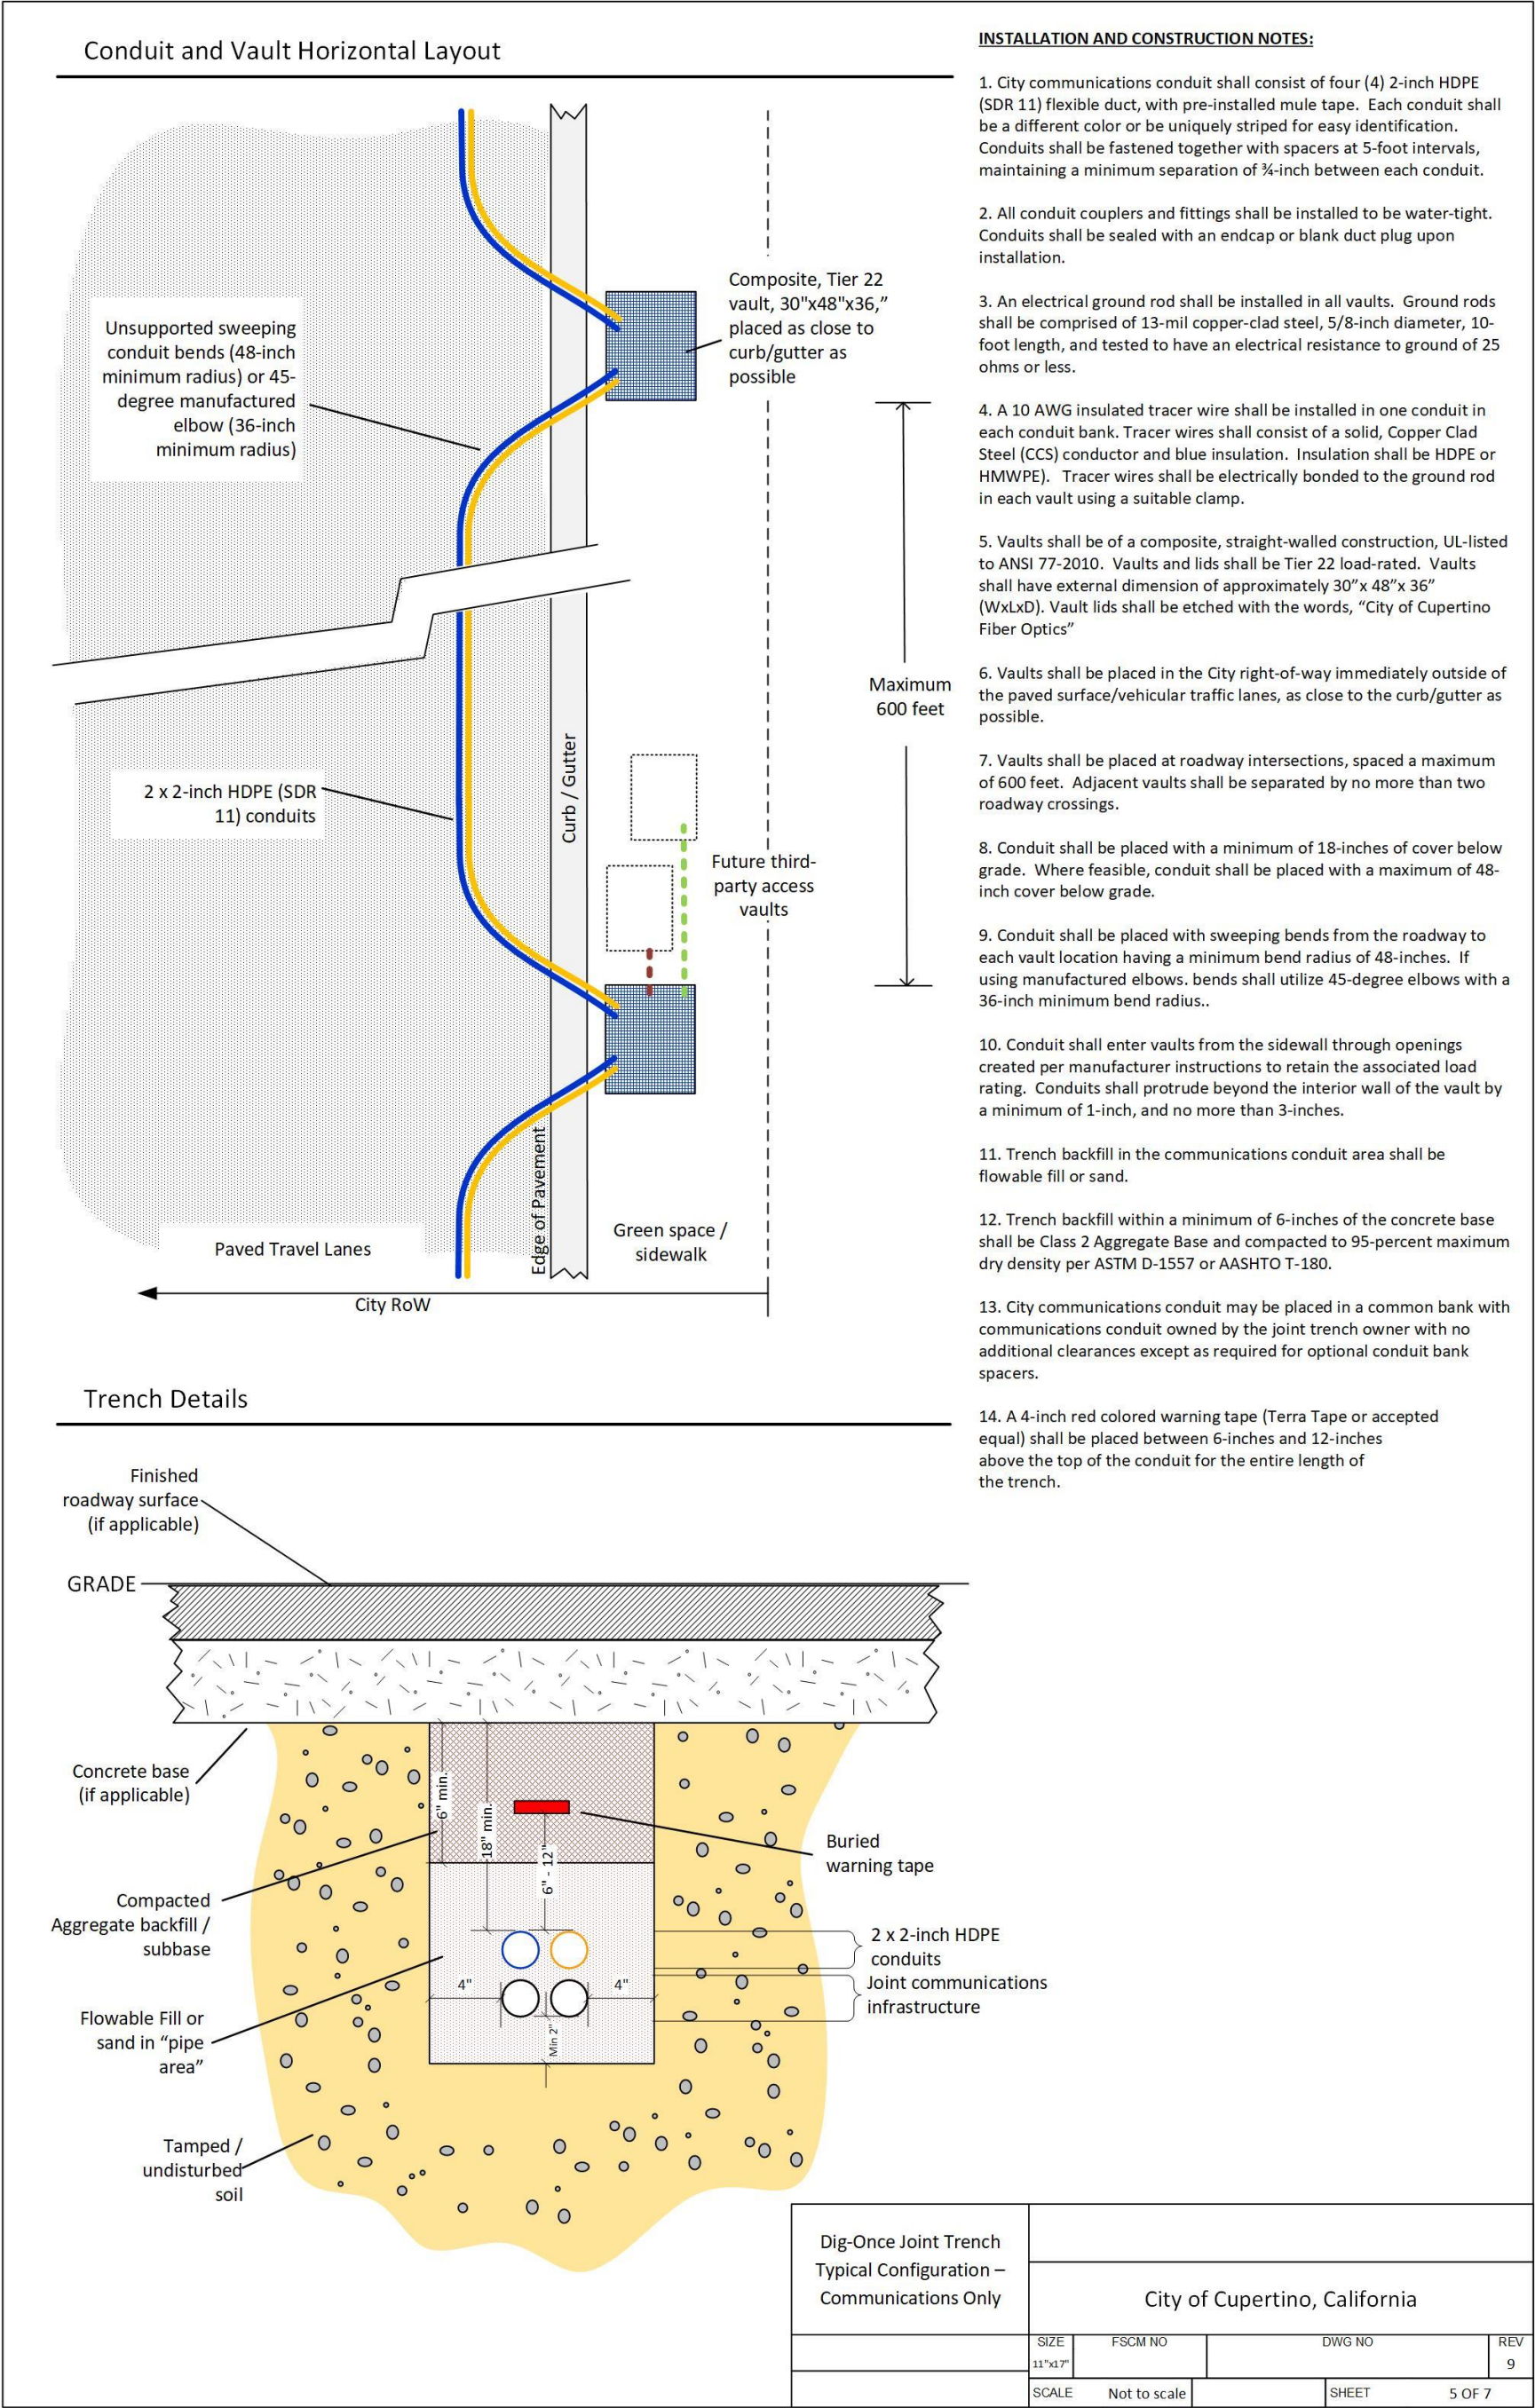 Conduit and Vault Horizontal Layout
Unsupported sweeping
conduit bends (48-inch
minimum radius) or 45-
degree manufactured
elbow (36-inch
minimum radius)
Composite, Tier 22
vault, 30"x48"x36,”
placed as close to
curb/gutter as
possible
Maximum
600 feet
2 x 2-inch HDPE (SDR
11) conduits
Curb / Gutter
Future third-
party access
vaults
Edge of Pavement
Green space /
sidewalk
Paved Travel Lanes
City RoW
INSTALLATION AND CONSTRUCTION NOTES:
1. City communications conduit shall consist of four (4) 2-inch HDPE
(SDR 11) flexible duct, with pre-installed mule tape.  Each conduit shall
be a different color or be uniquely striped for easy identification.
Conduits shall be fastened together with spacers at 5-foot intervals,
maintaining a minimum separation of ¾-inch between each conduit.
2. All conduit couplers and fittings shall be installed to be water-tight.
Conduits shall be sealed with an endcap or blank duct plug upon
installation.
3. An electrical ground rod shall be installed in all vaults.  Ground rods
shall be comprised of 13-mil copper-clad steel, 5/8-inch diameter, 10-
foot length, and tested to have an electrical resistance to ground of 25
ohms or less.
4. A 10 AWG insulated tracer wire shall be installed in one conduit in
each conduit bank. Tracer wires shall consist of a solid, Copper Clad
Steel (CCS) conductor and blue insulation.  Insulation shall be HDPE or
HMWPE).   Tracer wires shall be electrically bonded to the ground rod
in each vault using a suitable clamp.
5. Vaults shall be of a composite, straight-walled construction, UL-listed
to ANSI 77-2010.  Vaults and lids shall be Tier 22 load-rated.  Vaults
shall have external dimension of approximately 30”x 48”x 36”
(WxLxD). Vault lids shall be etched with the words, “City of Cupertino
Fiber Optics”
6. Vaults shall be placed in the City right-of-way immediately outside of
the paved surface/vehicular traffic lanes, as close to the curb/gutter as
possible.
7. Vaults shall be placed at roadway intersections, spaced a maximum
of 600 feet.  Adjacent vaults shall be separated by no more than two
roadway crossings.
8. Conduit shall be placed with a minimum of 18-inches of cover below
grade.  Where feasible, conduit shall be placed with a maximum of 48-
inch cover below grade.
9. Conduit shall be placed with sweeping bends from the roadway to
each vault location having a minimum bend radius of 48-inches.  If
using manufactured elbows. bends shall utilize 45-degree elbows with a
36-inch minimum bend radius..
10. Conduit shall enter vaults from the sidewall through openings
created per manufacturer instructions to retain the associated load
rating.  Conduits shall protrude beyond the interior wall of the vault by
a minimum of 1-inch, and no more than 3-inches.
11. Trench backfill in the communications conduit area shall be
flowable fill or sand.
12. Trench backfill within a minimum of 6-inches of the concrete base
shall be Class 2 Aggregate Base and compacted to 95-percent maximum
dry density per ASTM D-1557 or AASHTO T-180.
13. City communications conduit may be placed in a common bank with
communications conduit owned by the joint trench owner with no
additional clearances except as required for optional conduit bank
spacers.
14. A 4-inch red colored warning tape (Terra Tape or accepted
equal) shall be placed between 6-inches and 12-inches
above the top of the conduit for the entire length of
the trench.
Trench Details
Finished
roadway surface
(if applicable)
GRADE
Concrete base
(if applicable)
6" min.
18" min.
6" - 12"
Buried
warning tape
Compacted
Aggregate backfill /
subbase
2 x 2-inch HDPE
conduits
Joint communications
infrastructure
4"
4"
Min 2"
Flowable Fill or
sand in “pipe
area”
Tamped /
undisturbed
soil
Dig-Once Joint Trench
Typical Configuration –
Communications Only
City of Cupertino, California
SIZE
11"x17"
FSCM NO
DWG NO
REV
9
SCALE
Not to scale
SHEET
5 OF 7